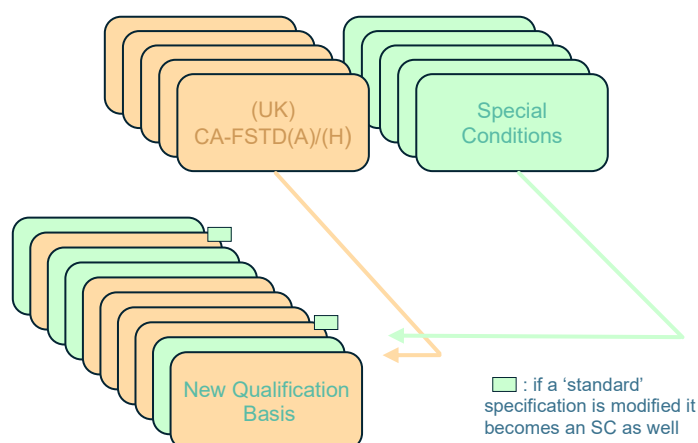 (UK)
CA-FSTD(A)/(H)
Special
Conditions
New Qualification
Basis
: if a ‘standard’
specification is modified it
becomes an SC as well